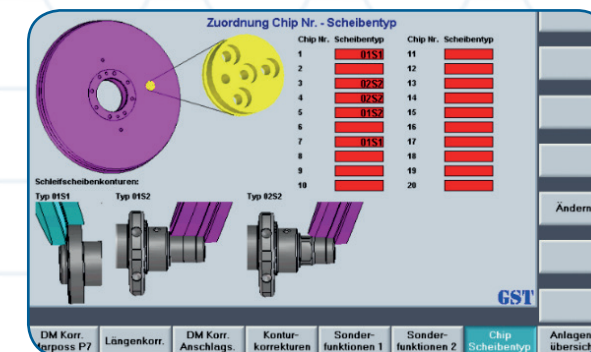 Zuordnung Chip Nr. - Scheibentyp
Chip Nr. Scheibentyp Chip Nr. Scheibentyp
1 01S1 11
2 12
3 02S2 13
4 02S2 14
5 01S2 15
6 16
7 01S1 17
8 18
9 19
10 20
Schleifscheibenkonturen:
Typ 01S1 Typ 01S2 Typ 02S2
Ändern
GST
DM Korr. DM Korr. Kontur- Sonder- Sonder- Chip Anlagen
Marposs P7 Längenkorr. Anschlags. korrekturen funktionen 1 funktionen 2 Scheibentyp übersich